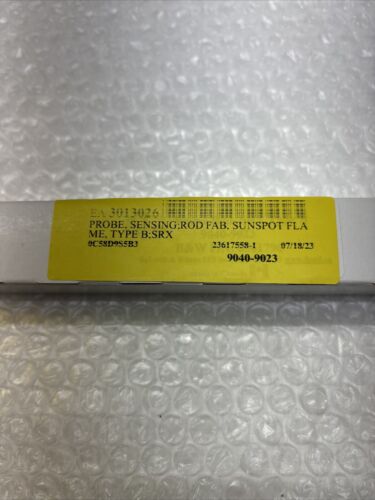 EA 3013026
PROBE, SENSING;ROD FAB, SUNSPOT FLA
ME, TYPE B;SRX
0C58D9S5B3 23617558-1 07/18/23
9040-9023